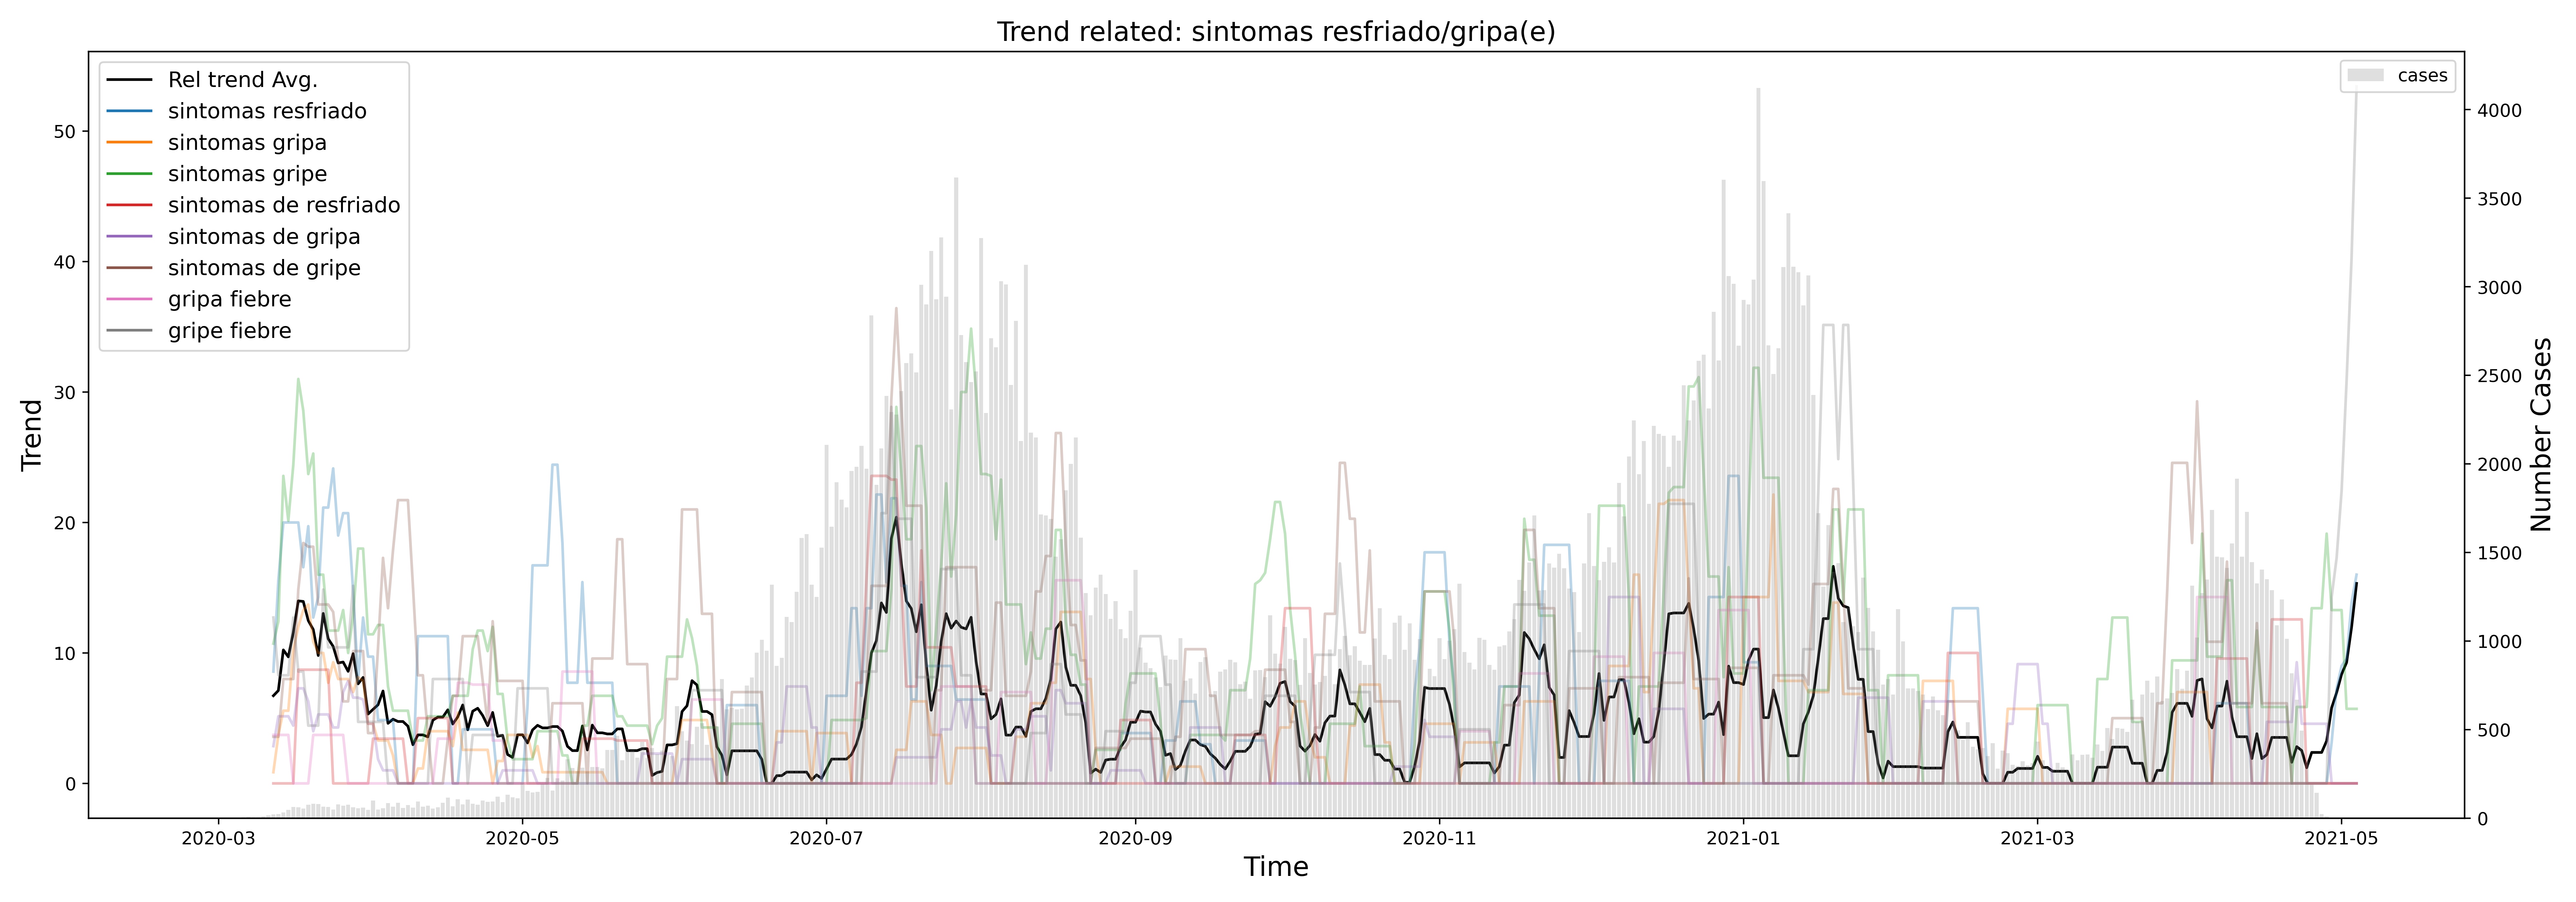 Trend related: sintomas resfriado/gripa(e)
Rel trend Avg.
sintomas resfriado
sintomas gripa
sintomas gripe
sintomas de resfriado
sintomas de gripa
sintomas de gripe
gripa fiebre
gripe fiebre
cases
Trend
50
40
30
20
10
0
4000
3500
3000
2500
2000
1500
1000
500
0
Number Cases
2020-03
2020-05
2020-07
2020-09
2020-11
2021-01
2021-03
2021-05
Time